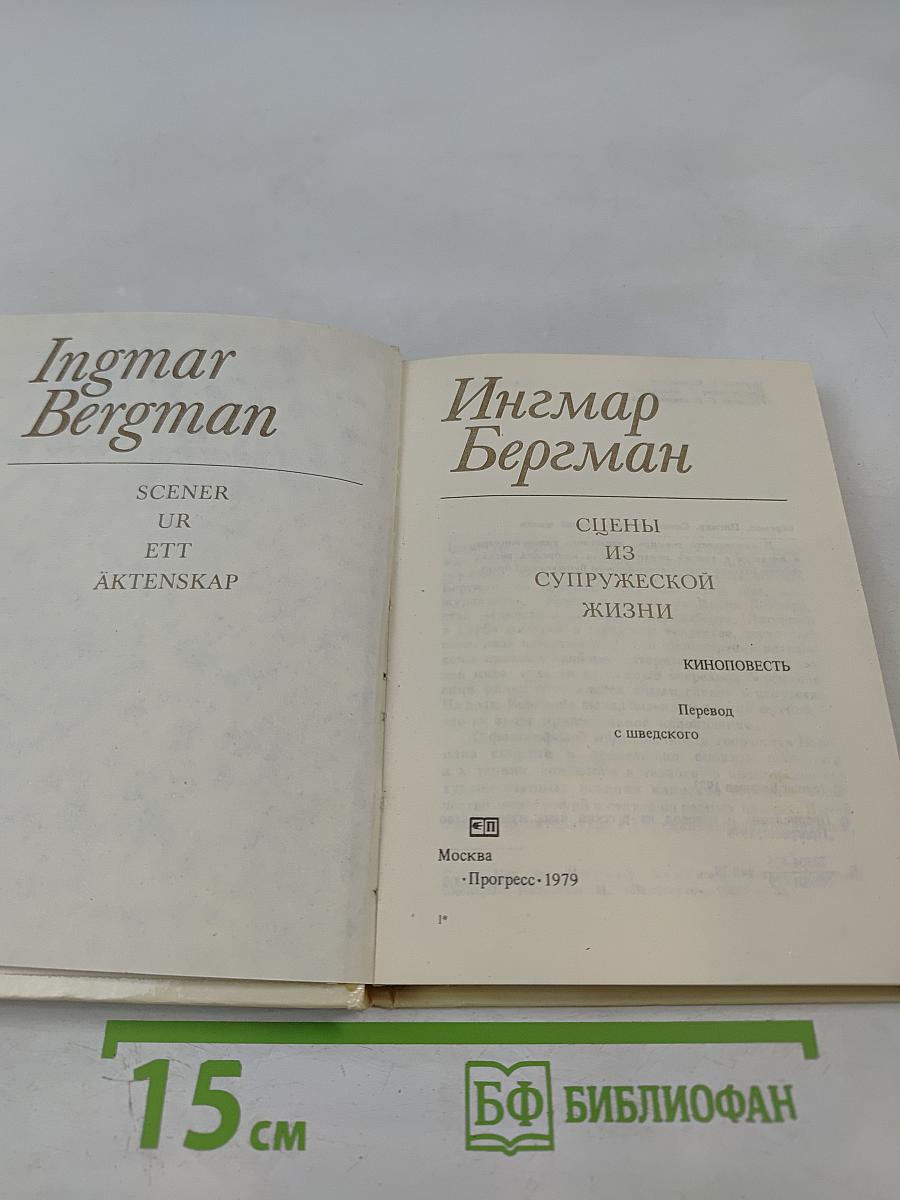 Ingmar
Bergman
SCENER
UR
ETT
ÄKTENSKAP
Ингмар
Бергман
СЦЕНЫ
ИЗ
СУПРУЖЕСКОЙ
ЖИЗНИ
КИНОПОВЕСТЬ
Перевод
с шведского
Москва
·Прогресс·1979
1*
15 см
БФ БИБЛИОФАН